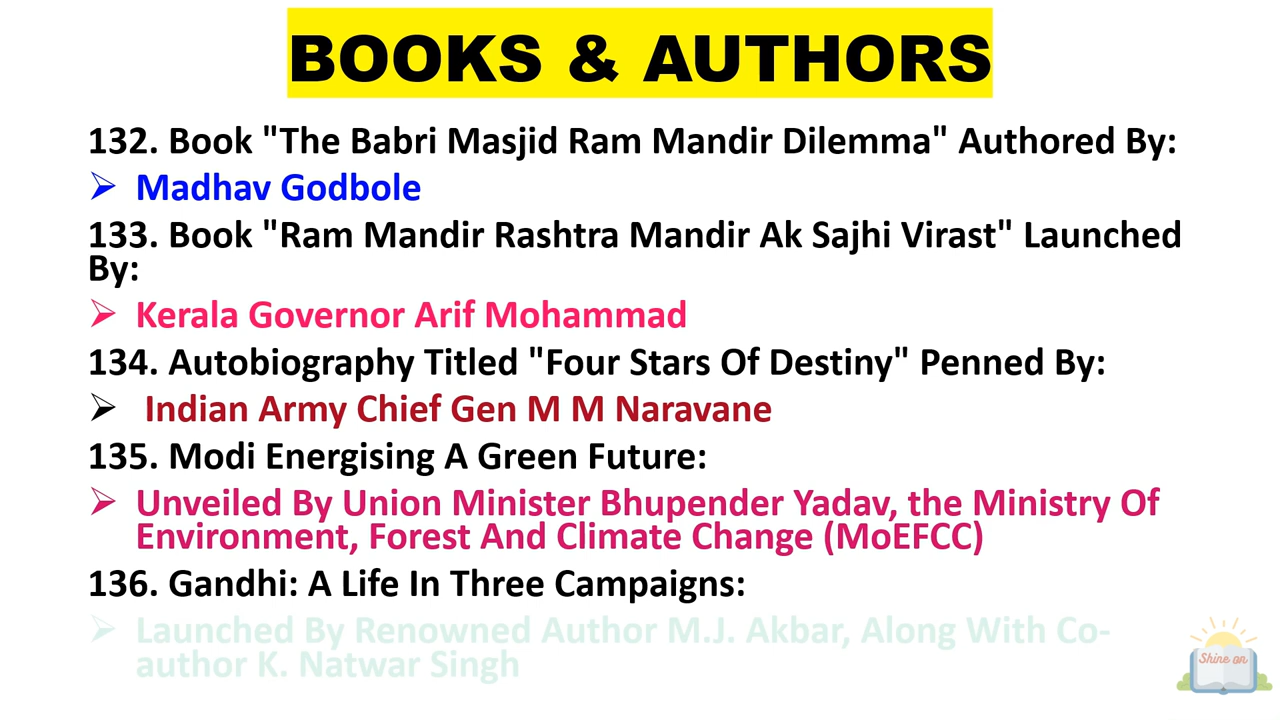 BOOKS & AUTHORS
132. Book "The Babri Masjid Ram Mandir Dilemma" Authored By:
➢ Madhav Godbole
133. Book "Ram Mandir Rashtra Mandir Ak Sajhi Virast" Launched
By:
➢ Kerala Governor Arif Mohammad
134. Autobiography Titled "Four Stars Of Destiny" Penned By:
➢ Indian Army Chief Gen M M Naravane
135. Modi Energising A Green Future:
➢ Unveiled By Union Minister Bhupender Yadav, the Ministry Of
Environment, Forest And Climate Change (MoEFCC)
136. Gandhi: A Life In Three Campaigns:
➢ Launched By Renowned Author M.J. Akbar, Along With Co-
author K. Natwar Singh
Shine on